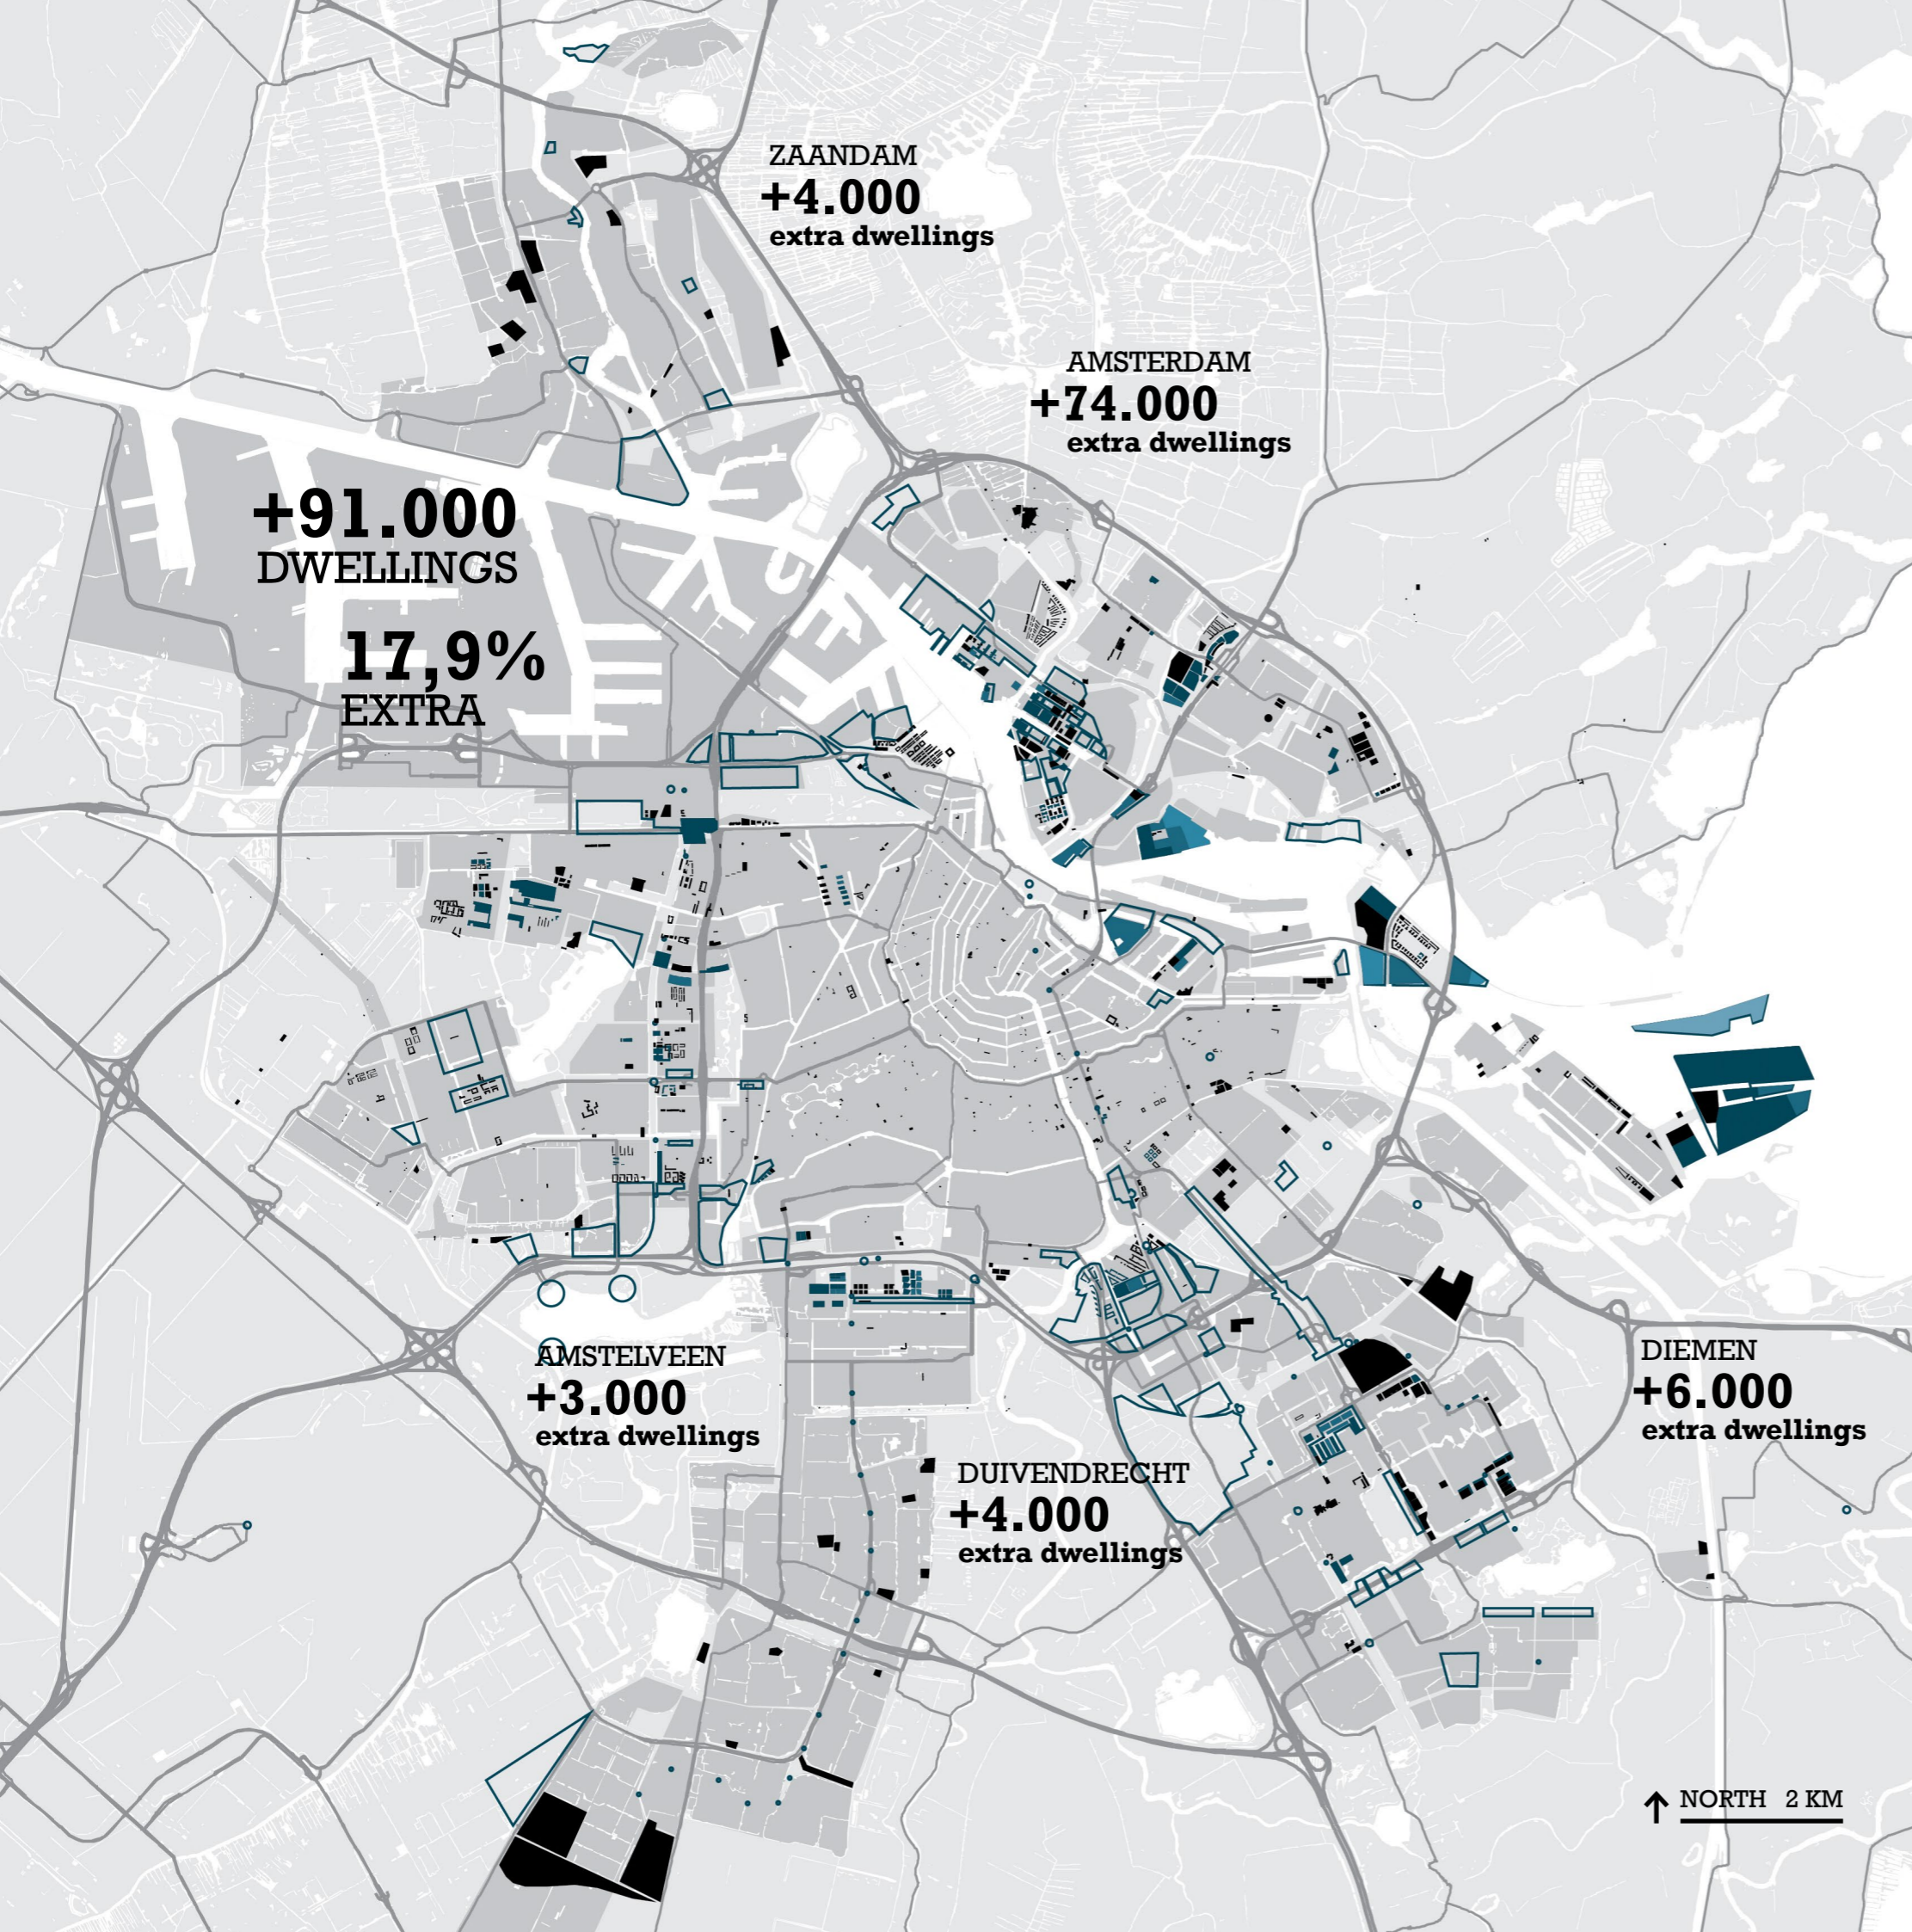 ZAANDAM
+4.000
extra dwellings
AMSTERDAM
+74.000
extra dwellings
+91.000
DWELLINGS
17,9%
EXTRA
AMSTELVEEN
+3.000
extra dwellings
DIEMEN
+6.000
extra dwellings
DUIVENDRECHT
+4.000
extra dwellings
NORTH 2 KM